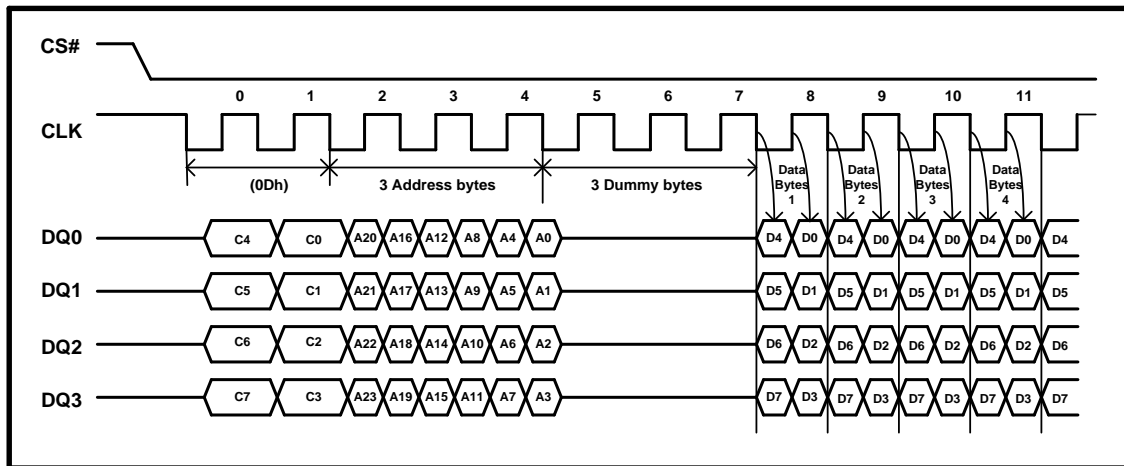 CS#
0 1 2 3 4 5 6 7 8 9 10 11
CLK
(0Dh) 3 Address bytes 3 Dummy bytes
Data Bytes 1
Data Bytes 2
Data Bytes 3
Data Bytes 4
DQ0 C4 C0 A20 A16 A12 A8 A4 A0 D4 D0 D4 D0 D4 D0 D4 D0 D4
DQ1 C5 C1 A21 A17 A13 A9 A5 A1 D5 D1 D5 D1 D5 D1 D5 D1 D5
DQ2 C6 C2 A22 A18 A14 A10 A6 A2 D6 D2 D6 D2 D6 D2 D6 D2 D6
DQ3 C7 C3 A23 A19 A15 A11 A7 A3 D7 D3 D7 D3 D7 D3 D7 D3 D7